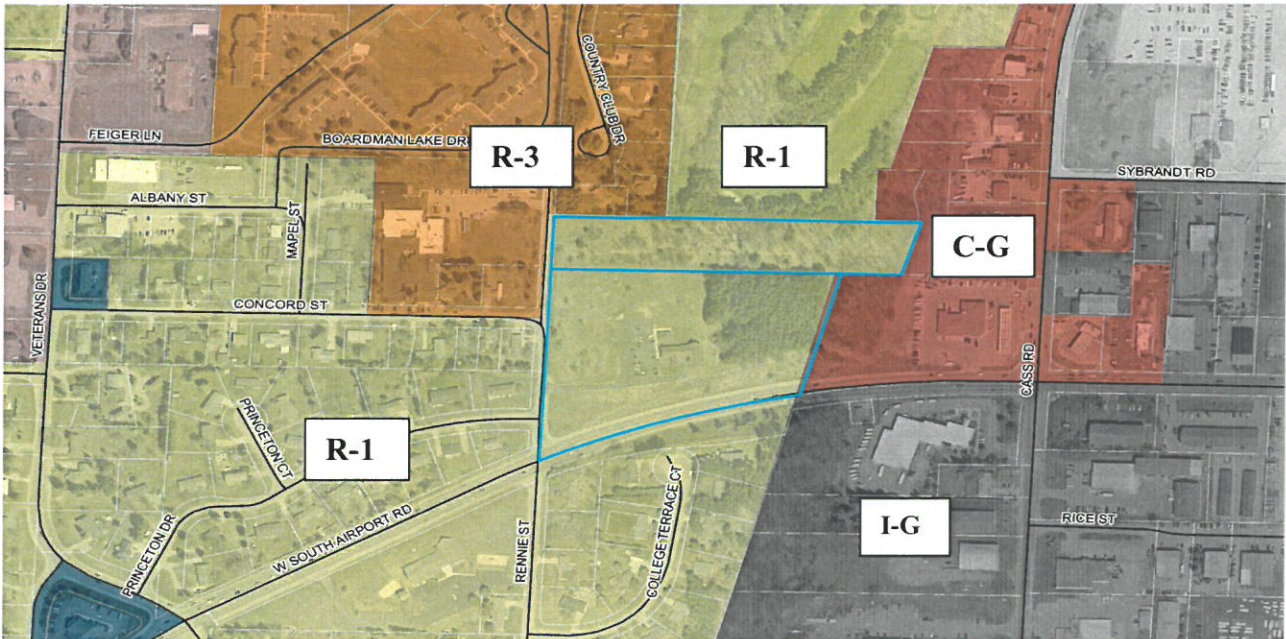 COUNTRY CLUB DR
FEIGER LN
BOARDMAN LAKE DR
R-3
R-1
SYBRANDT RD
ALBANY ST
MAPEL ST
C-G
VETERANS DR
CONCORD ST
CASS RD
PRINCETON CT
R-1
PRINCETON DR
W SOUTH AIRPORT RD
RENNIE ST
COLLEGE TERRACE CT
I-G
RICE ST